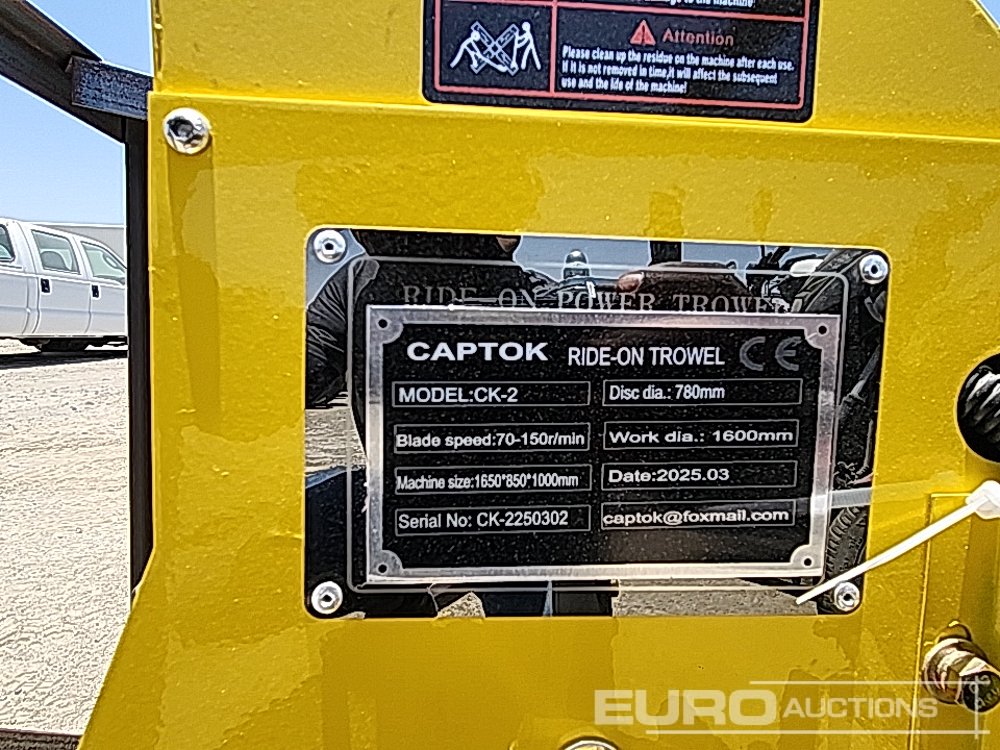 to the machine!
Attention
Please clean up the residue on the machine after each use.
If it is not removed in time,it will affect the subsequent
use and the life of the machine!
RIDE-ON POWER TROWEL
CAPTOK RIDE-ON TROWEL CE
MODEL:CK-2
Disc dia.: 780mm
Blade speed:70-150r/min
Work dia.: 1600mm
Machine size:1650*850*1000mm
Date:2025.03
Serial No: CK-2250302
captok@foxmail.com
EURO AUCTIONS